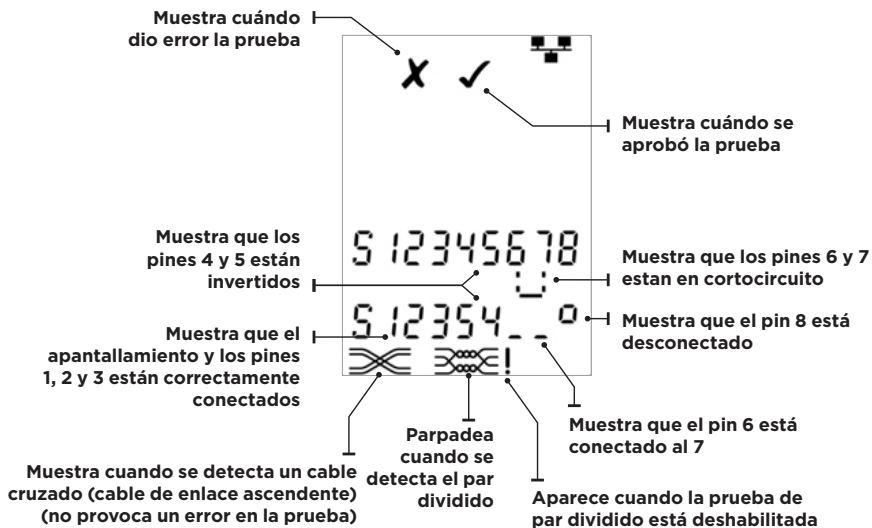 Muestra cuándo
dio error la prueba
Muestra cuándo se
aprobó la prueba
S 12345678
Muestra que los
pines 4 y 5 están
invertidos
Muestra que los pines 6 y 7
estan en cortocircuito
S 12354_ _ o
Muestra que el pin 8 está
desconectado
Muestra que el
apantallamiento y los pines
1, 2 y 3 están correctamente
conectados
!
Muestra que el pin 6 está
conectado al 7
Parpadea
cuando se
detecta el par
dividido
Muestra cuando se detecta un cable
cruzado (cable de enlace ascendente)
(no provoca un error en la prueba)
Aparece cuando la prueba de
par dividido está deshabilitada